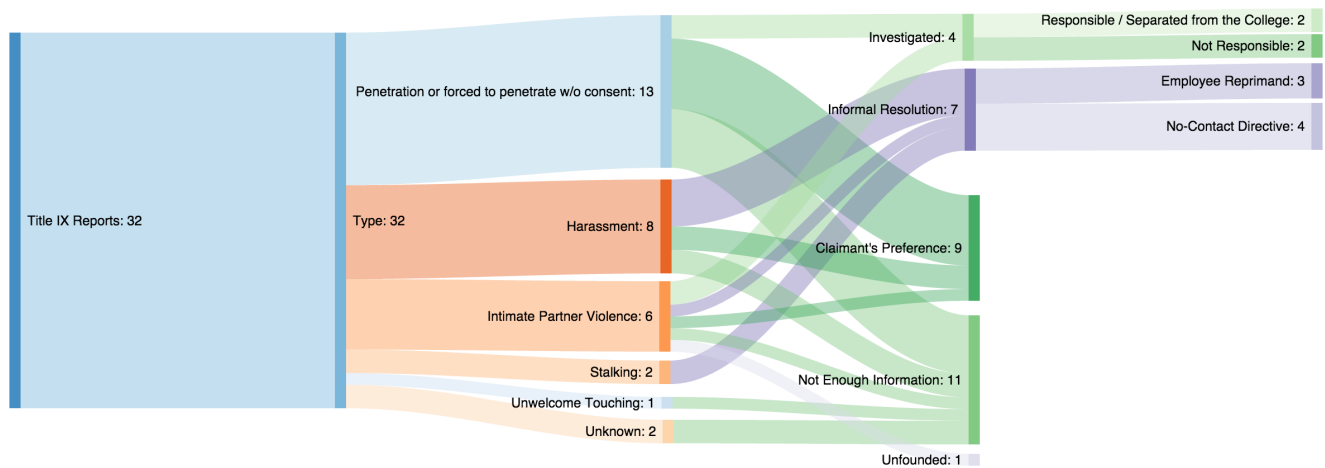 Title IX Reports: 32
Type: 32
Penetration or forced to penetrate w/o consent: 13
Harassment: 8
Intimate Partner Violence: 6
Stalking: 2
Unwelcome Touching: 1
Unknown: 2
Investigated: 4
Informal Resolution: 7
Claimant's Preference: 9
Not Enough Information: 11
Unfounded: 1
Responsible / Separated from the College: 2
Not Responsible: 2
Employee Reprimand: 3
No-Contact Directive: 4